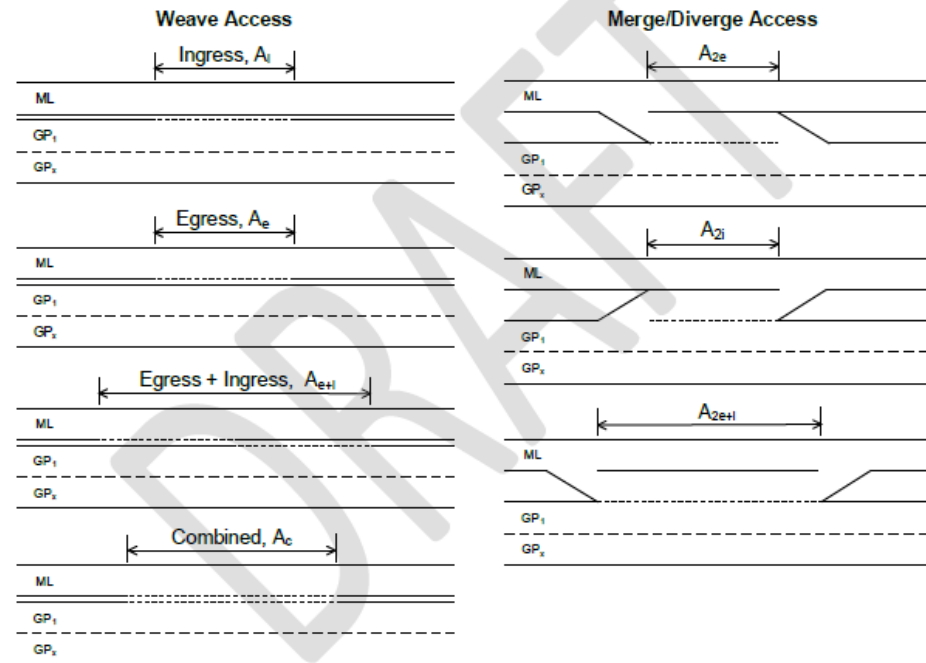 Weave Access
Ingress, Ai
ML
GP₁
GPₓ
Egress, Ae
ML
GP₁
GPₓ
Egress + Ingress, Ae+i
ML
GP₁
GPₓ
Combined, Ac
ML
GP₁
GPₓ
Merge/Diverge Access
A2e
ML
GP₁
GPₓ
A2i
ML
GP₁
GPₓ
A2e+i
ML
GP₁
GPₓ
DRAFT